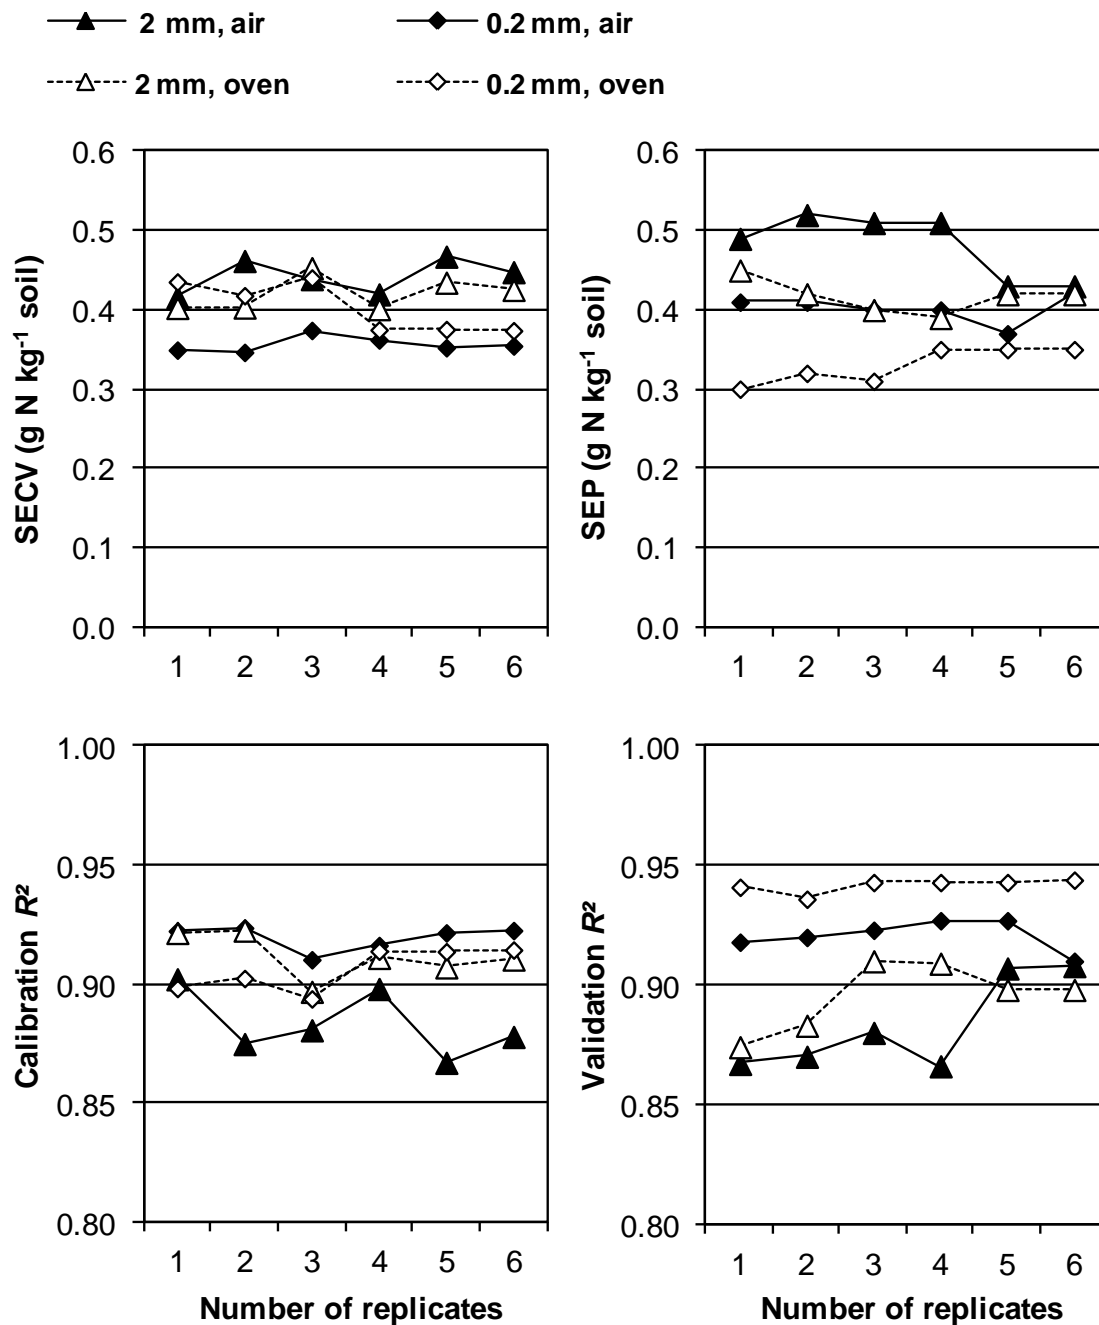 2 mm, air
0.2 mm, air
2 mm, oven
0.2 mm, oven
SECV (g N kg⁻¹ soil)
0.6
0.5
0.4
0.3
0.2
0.1
0.0
1 2 3 4 5 6
SEP (g N kg⁻¹ soil)
0.6
0.5
0.4
0.3
0.2
0.1
0.0
1 2 3 4 5 6
Calibration R²
1.00
0.95
0.90
0.85
0.80
1 2 3 4 5 6
Number of replicates
Validation R²
1.00
0.95
0.90
0.85
0.80
1 2 3 4 5 6
Number of replicates